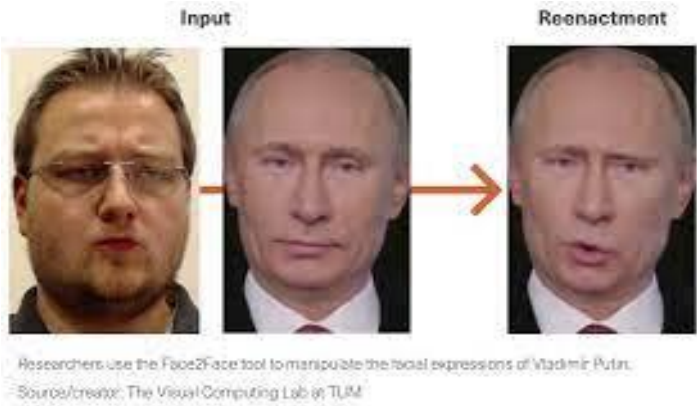 Input
Reenactment
Researchers use the Face2Face tool to manipulate the facial expressions of Vladimir Putin.
Source/creator: The Visual Computing Lab at TUM